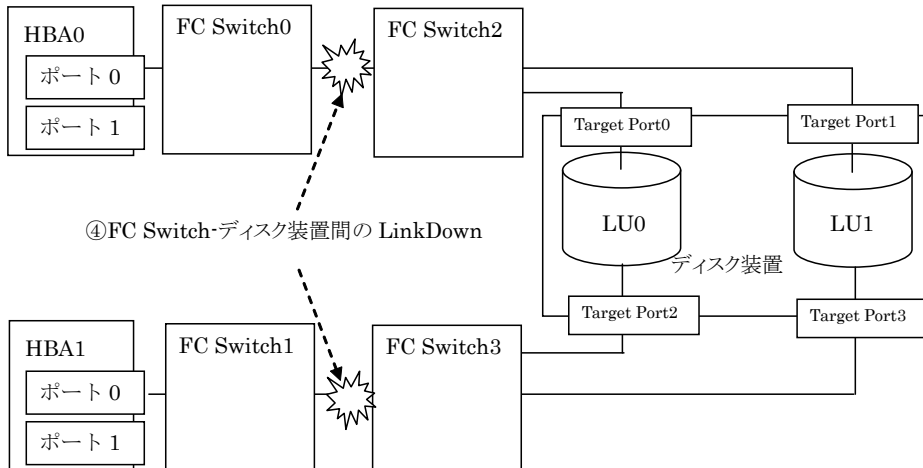 HBA0
ポート 0
ポート 1
FC Switch0
FC Switch2
Target Port0
Target Port1
LU0
LU1
④FC Switch-ディスク装置間の LinkDown
ディスク装置
Target Port2
Target Port3
HBA1
ポート 0
ポート 1
FC Switch1
FC Switch3